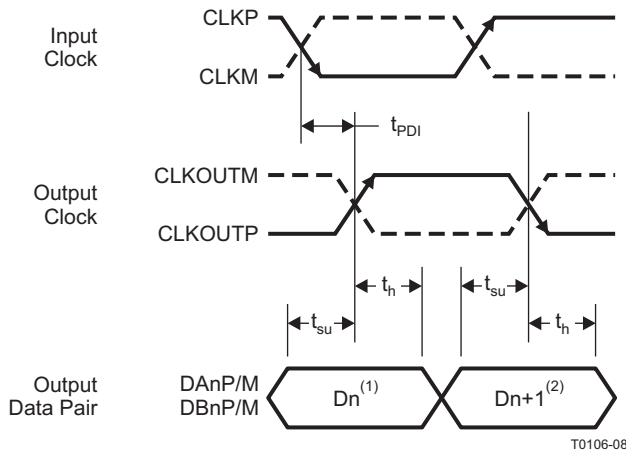 Input
Clock
CLKP
CLKM
t_PDI
Output
Clock
CLKOUTM
CLKOUTP
t_su
t_h
t_su
t_h
Output
Data Pair
DAnP/M
DBnP/M
Dn(1)
Dn+1(2)
T0106-08